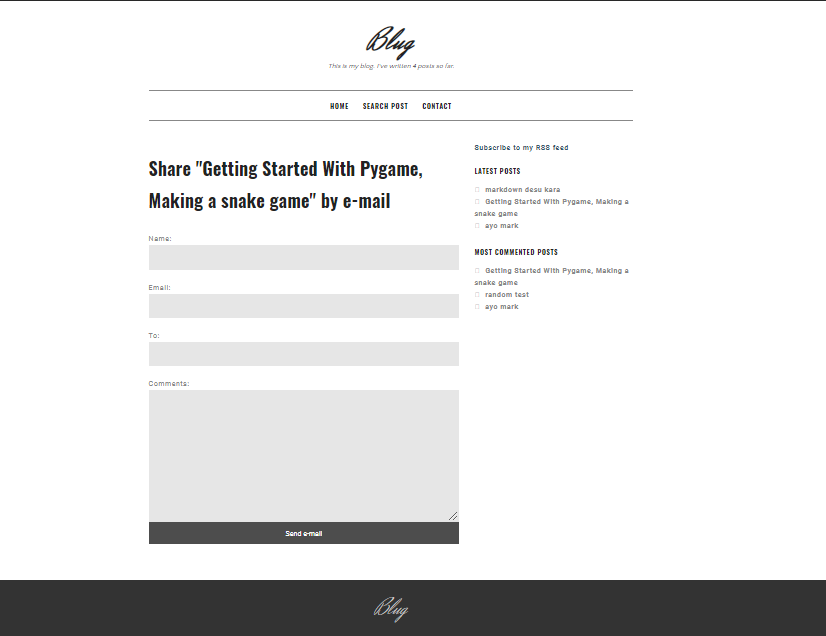 Blug
This is my blog. I've written 4 posts so far.
HOME SEARCH POST CONTACT
Share "Getting Started With Pygame,
Making a snake game" by e-mail
Name:
Email:
To:
Comments:
Send e-mail
Subscribe to my RSS feed
LATEST POSTS
markdown desu kara
Getting Started With Pygame, Making a
snake game
ayo mark
MOST COMMENTED POSTS
Getting Started With Pygame, Making a
snake game
random test
ayo mark
Blug